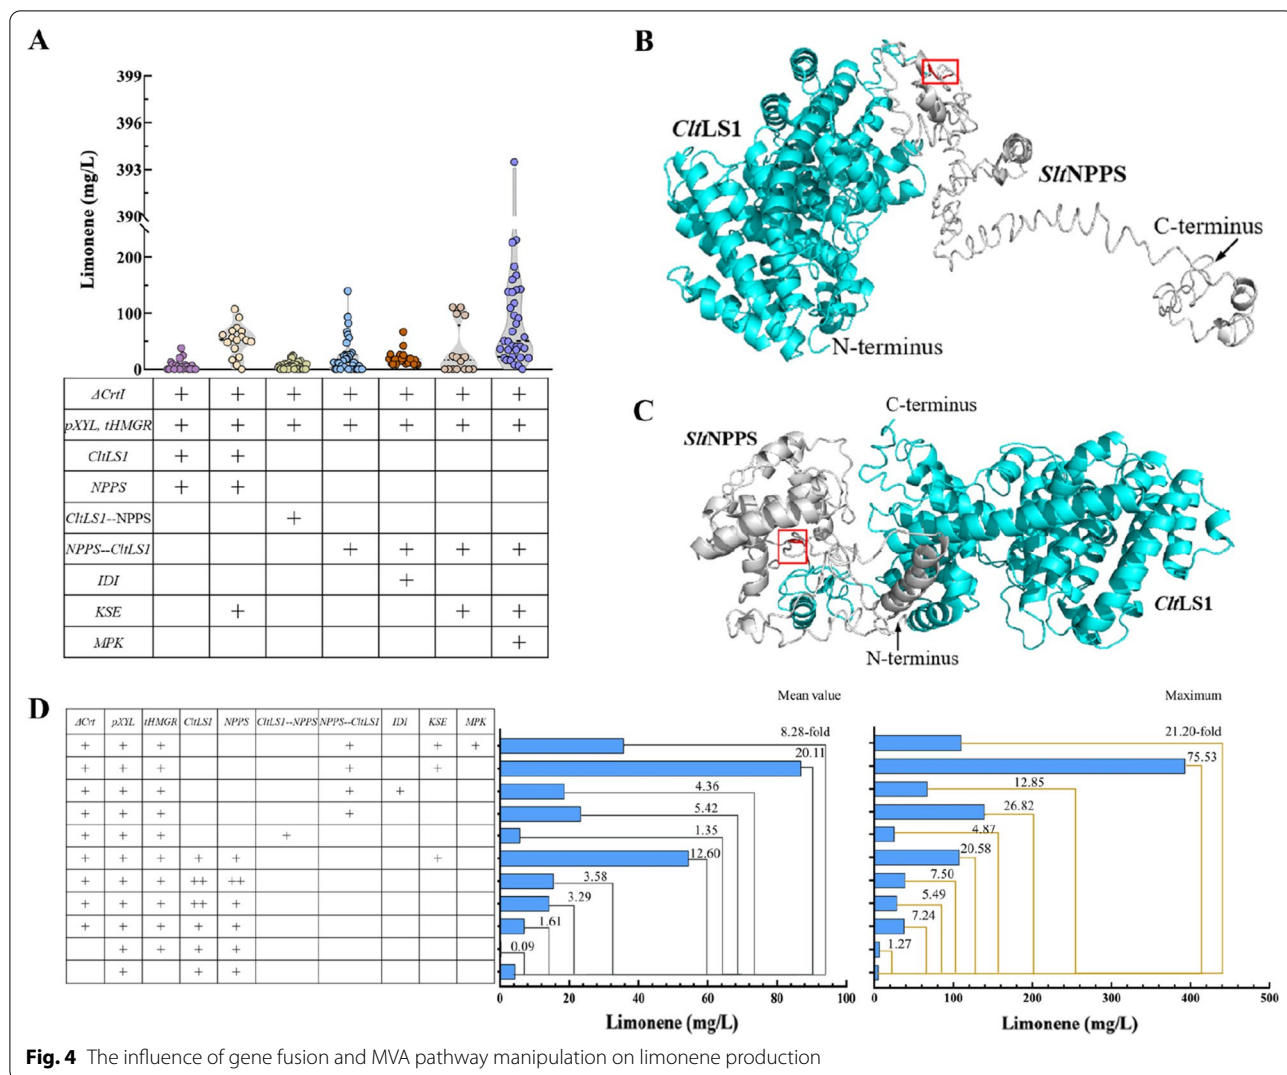 A
399
396
393
390
200
100
0
Limonene (mg/L)
ΔCrtI + + + + + + +
pXYL, tHMGR + + + + + + +
CltLS1 + +
NPPS + +
CltLS1--NPPS +
NPPS--CltLS1 + + + +
IDI +
KSE + + +
MPK +
B
CltLS1
SltNPPS
C-terminus
N-terminus
C
C-terminus
SltNPPS
CltLS1
N-terminus
D
ΔCrt pXYL tHMGR CltLS1 NPPS CltLS1--NPPS NPPS--CltLS1 IDI KSE MPK
+ + + + + +
+ + + + +
+ + + + +
+ + + +
+ + + +
+ + + + + +
+ + + ++ ++
+ + + ++ +
+ + + + +
+ + + +
+ + +
Mean value
8.28-fold
20.11
4.36
5.42
1.35
12.60
3.58
3.29
1.61
0.09
0 20 40 60 80 100
Limonene (mg/L)
Maximum
21.20-fold
75.53
12.85
26.82
4.87
20.58
7.50
5.49
7.24
1.27
0 100 200 300 400 500
Limonene (mg/L)
Fig. 4 The influence of gene fusion and MVA pathway manipulation on limonene production